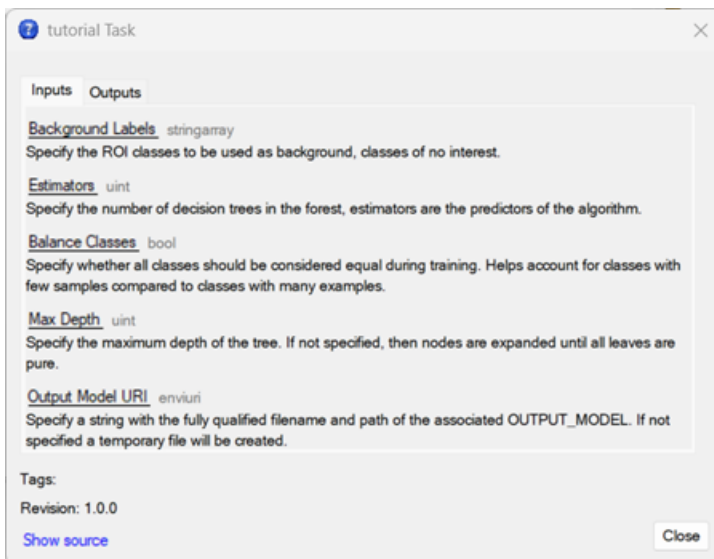 tutorial Task
Inputs Outputs
Background Labels stringarray
Specify the ROI classes to be used as background, classes of no interest.
Estimators uint
Specify the number of decision trees in the forest, estimators are the predictors of the algorithm.
Balance Classes bool
Specify whether all classes should be considered equal during training. Helps account for classes with
few samples compared to classes with many examples.
Max Depth uint
Specify the maximum depth of the tree. If not specified, then nodes are expanded until all leaves are
pure.
Output Model URI enviuri
Specify a string with the fully qualified filename and path of the associated OUTPUT_MODEL. If not
specified a temporary file will be created.
Tags:
Revision: 1.0.0
Show source
Close